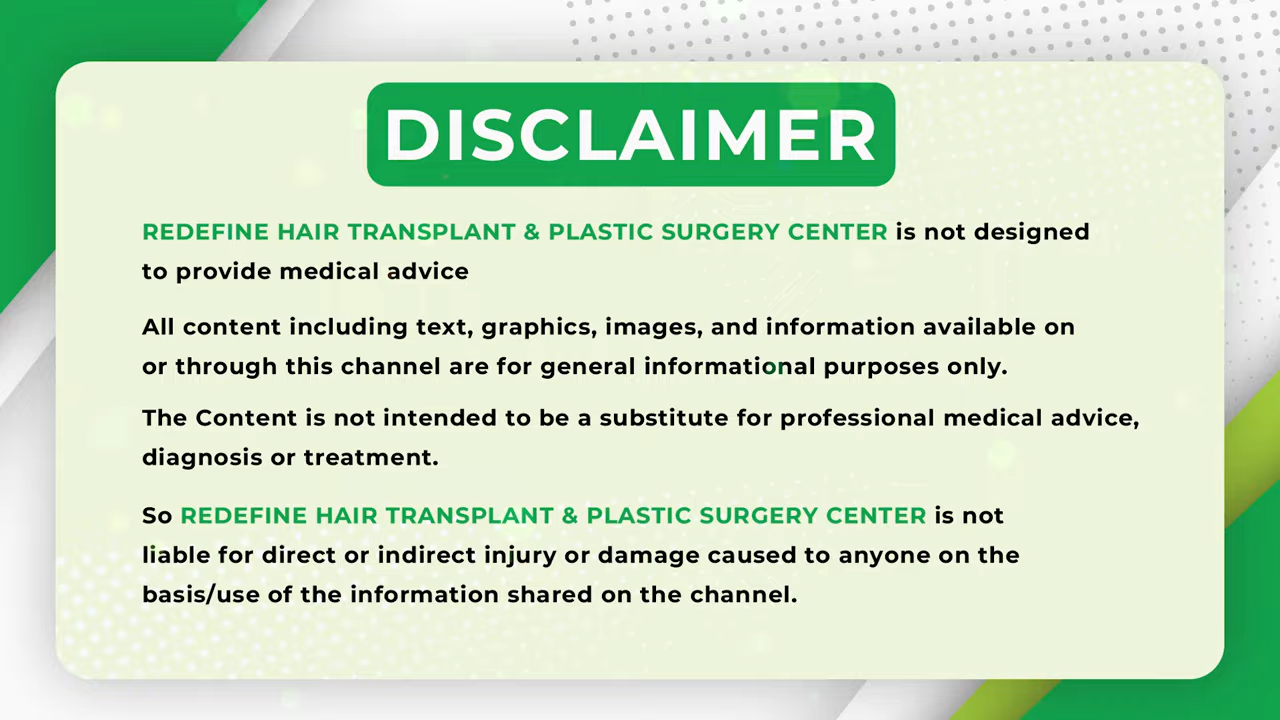 DISCLAIMER
REDEFINE HAIR TRANSPLANT & PLASTIC SURGERY CENTER is not designed
to provide medical advice
All content including text, graphics, images, and information available on
or through this channel are for general informational purposes only.
The Content is not intended to be a substitute for professional medical advice,
diagnosis or treatment.
So REDEFINE HAIR TRANSPLANT & PLASTIC SURGERY CENTER is not
liable for direct or indirect injury or damage caused to anyone on the
basis/use of the information shared on the channel.